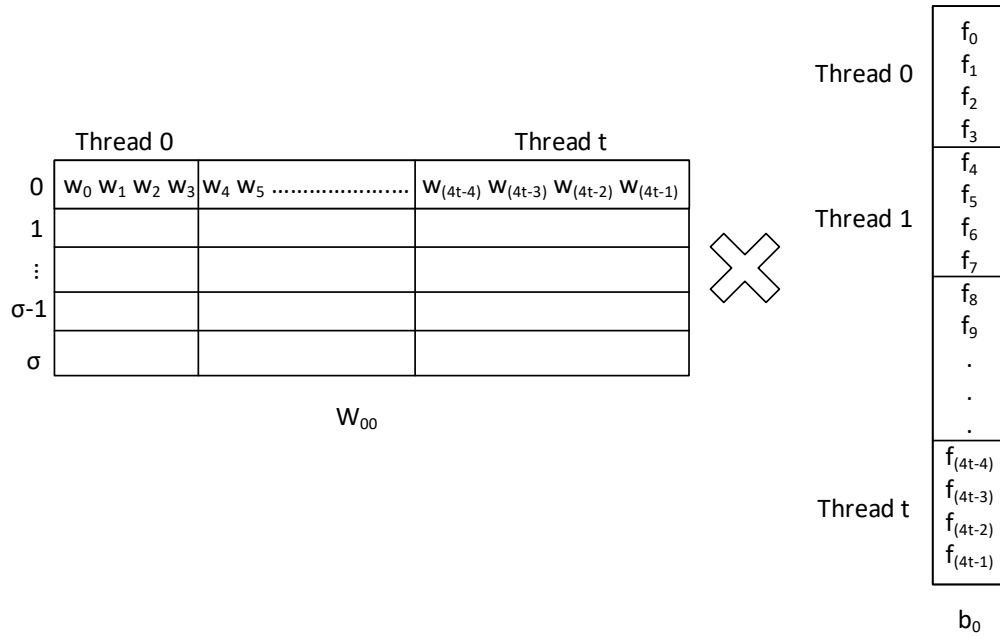 Thread 0 Thread t
0 w₀ w₁ w₂ w₃ w₄ w₅ ...................... w₍₄ₜ₋₄₎ w₍₄ₜ₋₃₎ w₍₄ₜ₋₂₎ w₍₄ₜ₋₁₎
1
⋮
σ-1
σ
W₀₀
Thread 0
f₀
f₁
f₂
f₃
Thread 1
f₄
f₅
f₆
f₇
f₈
f₉
.
.
.
Thread t
f₍₄ₜ₋₄₎
f₍₄ₜ₋₃₎
f₍₄ₜ₋₂₎
f₍₄ₜ₋₁₎
b₀